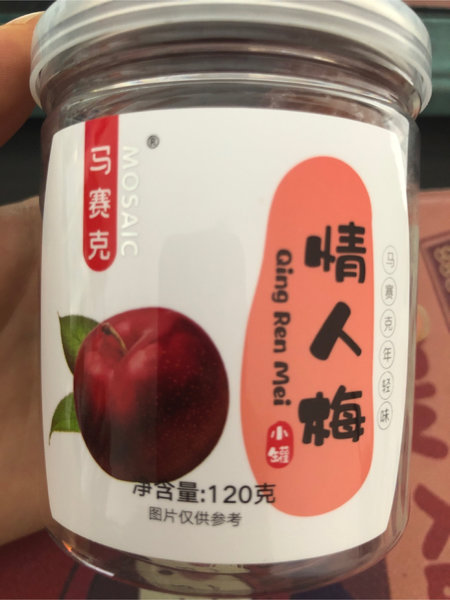 马赛克
MOSAIC
®
情人梅
Qing Ren Mei
小罐
马赛克年轻味
净含量:120克
图片仅供参考